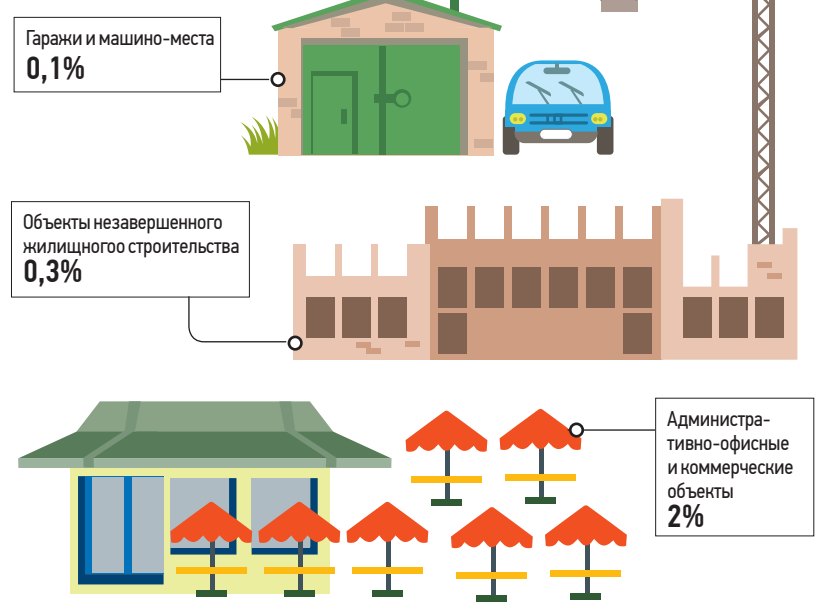 Гаражи и машино-места
0,1%
Объекты незавершенного
жилищногоо строительства
0,3%
Администра-
тивно-офисные
и коммерческие
объекты
2%